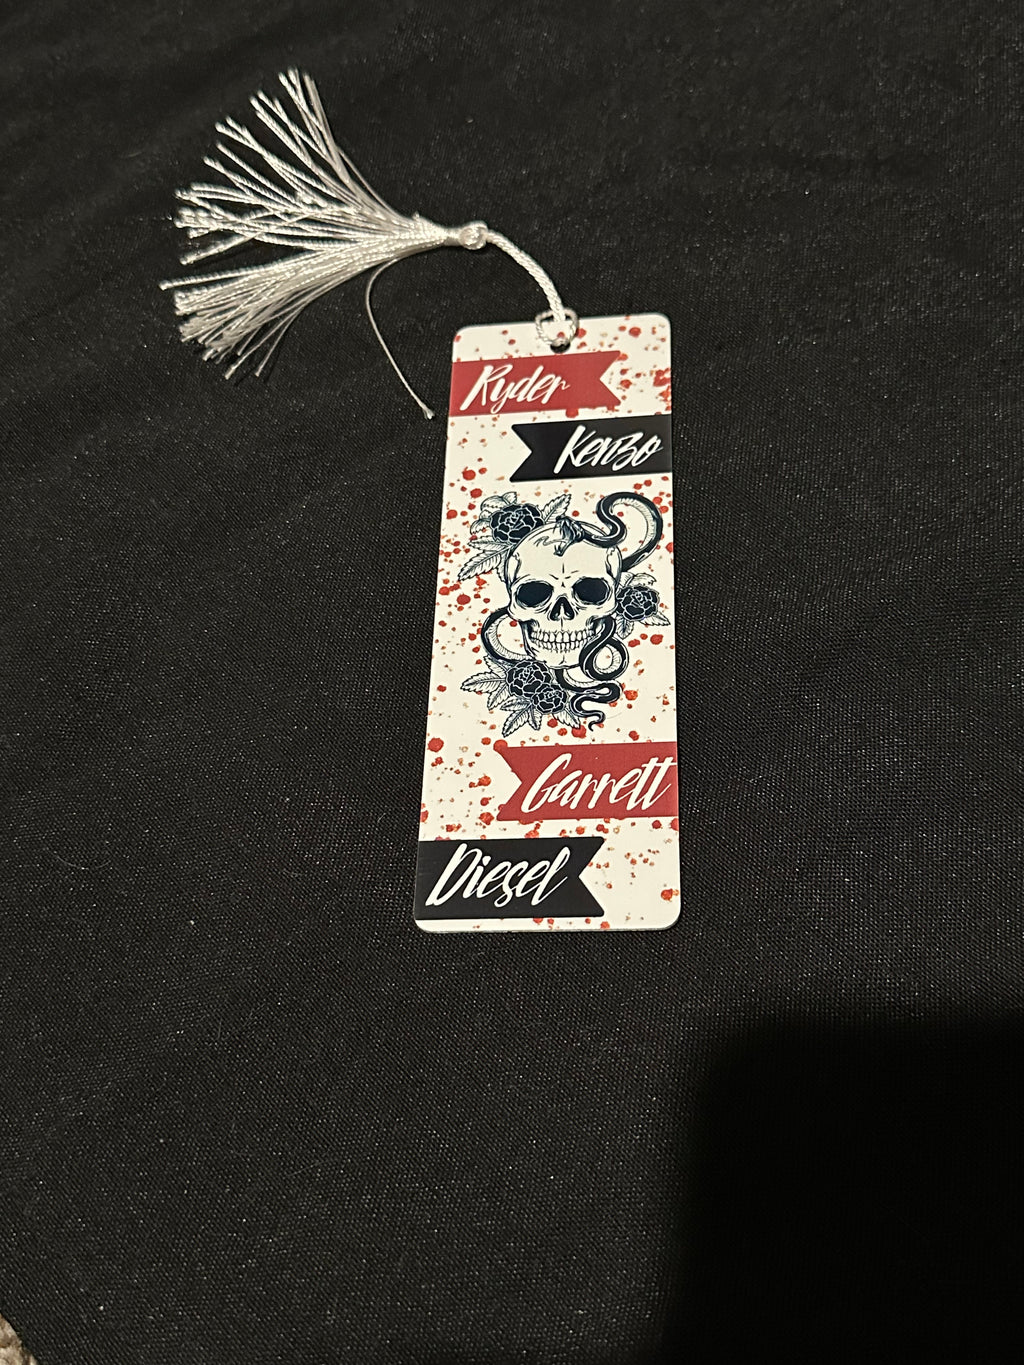 Ryder
Kenzo
Garrett
Diesel